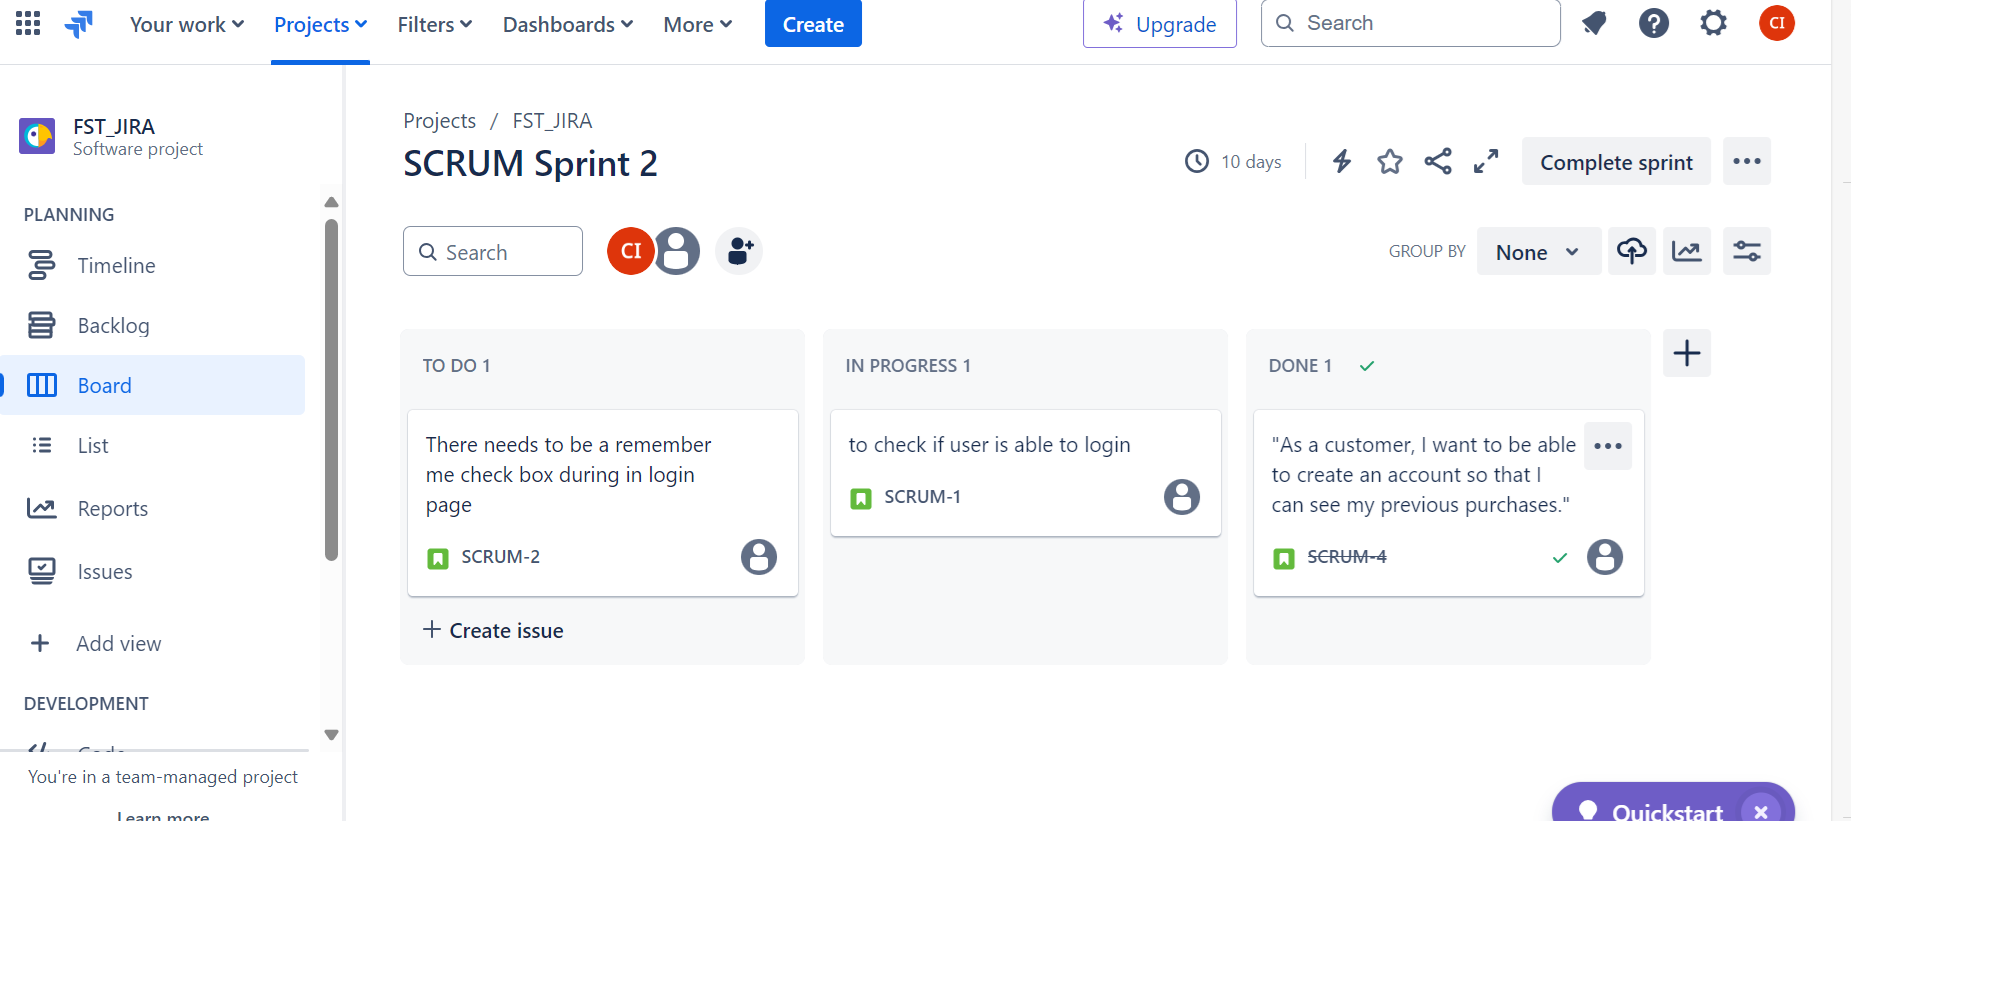 Your work Projects Filters Dashboards More Create Upgrade Search CI
FST_JIRA
Software project
PLANNING
Timeline
Backlog
Board
List
Reports
Issues
Add view
DEVELOPMENT
Code
You're in a team-managed project
Learn more
Projects / FST_JIRA
SCRUM Sprint 2
10 days
Complete sprint
Search
CI
GROUP BY None
TO DO 1
There needs to be a remember
me check box during in login
page
SCRUM-2
Create issue
IN PROGRESS 1
to check if user is able to login
SCRUM-1
DONE 1
"As a customer, I want to be able
to create an account so that I
can see my previous purchases."
SCRUM-4
Quickstart